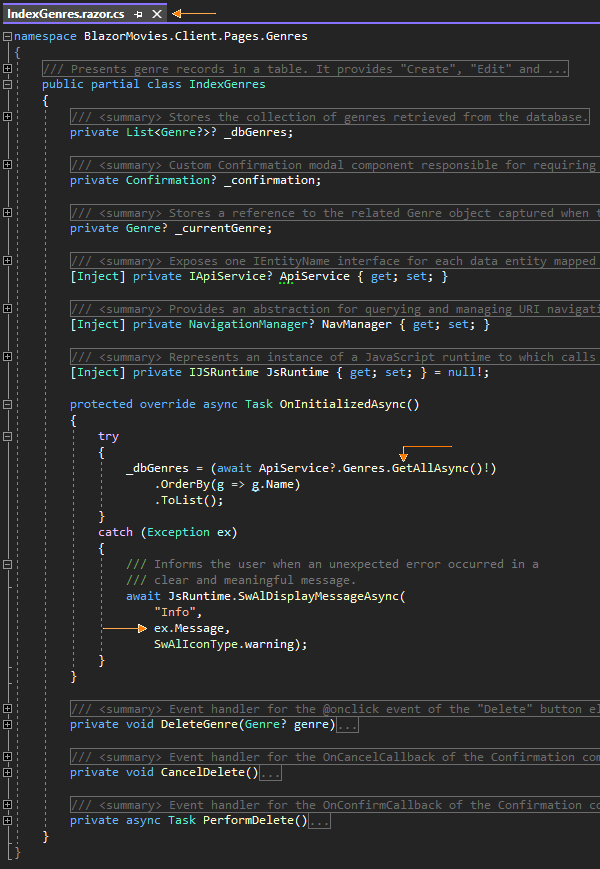 IndexGenres.razor.cs
namespace BlazorMovies.Client.Pages.Genres
{
/// Presents genre records in a table. It provides "Create", "Edit" and ...
public partial class IndexGenres
{
/// <summary> Stores the collection of genres retrieved from the database.
private List<Genre?>? _dbGenres;
/// <summary> Custom Confirmation modal component responsible for requiring
private Confirmation? _confirmation;
/// <summary> Stores a reference to the related Genre object captured when t
private Genre? _currentGenre;
/// <summary> Exposes one IEntityName interface for each data entity mapped
[Inject] private IApiService? ApiService { get; set; }
/// <summary> Provides an abstraction for querying and managing URI navigati
[Inject] private NavigationManager? NavManager { get; set; }
/// <summary> Represents an instance of a JavaScript runtime to which calls
[Inject] private IJSRuntime JsRuntime { get; set; } = null!;
protected override async Task OnInitializedAsync()
{
try
{
_dbGenres = (await ApiService?.Genres.GetAllAsync()!)
.OrderBy(g => g.Name)
.ToList();
}
catch (Exception ex)
{
/// Informs the user when an unexpected error occurred in a
/// clear and meaningful message.
await JsRuntime.SwAlDisplayMessageAsync(
"Info",
ex.Message,
SwAlIconType.warning);
}
}
/// <summary> Event handler for the @onclick event of the "Delete" button el
private void DeleteGenre(Genre? genre)...
/// <summary> Event handler for the OnCancelCallback of the Confirmation com
private void CancelDelete()...
/// <summary> Event handler for the OnConfirmCallback of the Confirmation co
private async Task PerformDelete()...
}
}